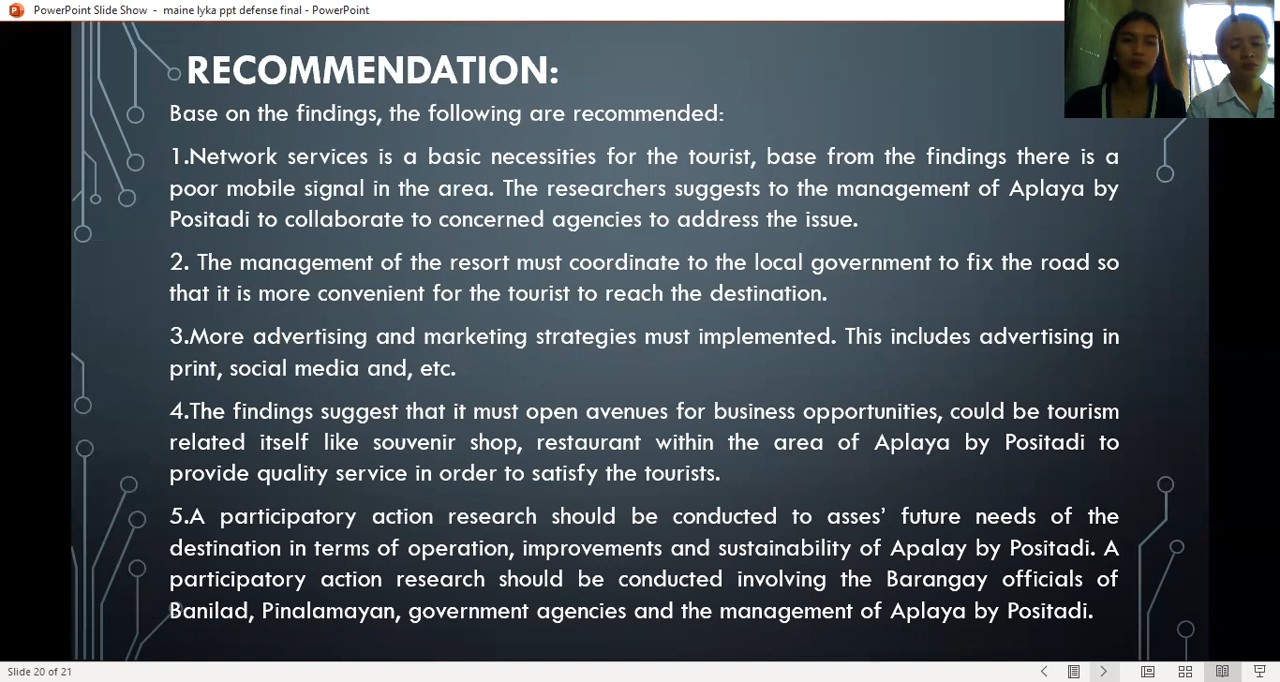 PowerPoint Slide Show - maine lyka ppt defense final - PowerPoint
RECOMMENDATION:
Base on the findings, the following are recommended:
1.Network services is a basic necessities for the tourist, base from the findings there is a
poor mobile signal in the area. The researchers suggests to the management of Aplaya by
Positadi to collaborate to concerned agencies to address the issue.
2. The management of the resort must coordinate to the local government to fix the road so
that it is more convenient for the tourist to reach the destination.
3.More advertising and marketing strategies must implemented. This includes advertising in
print, social media and, etc.
4.The findings suggest that it must open avenues for business opportunities, could be tourism
related itself like souvenir shop, restaurant within the area of Aplaya by Positadi to
provide quality service in order to satisfy the tourists.
5.A participatory action research should be conducted to asses’ future needs of the
destination in terms of operation, improvements and sustainability of Apalay by Positadi. A
participatory action research should be conducted involving the Barangay officials of
Banilad, Pinalamayan, government agencies and the management of Aplaya by Positadi.
Slide 20 of 21